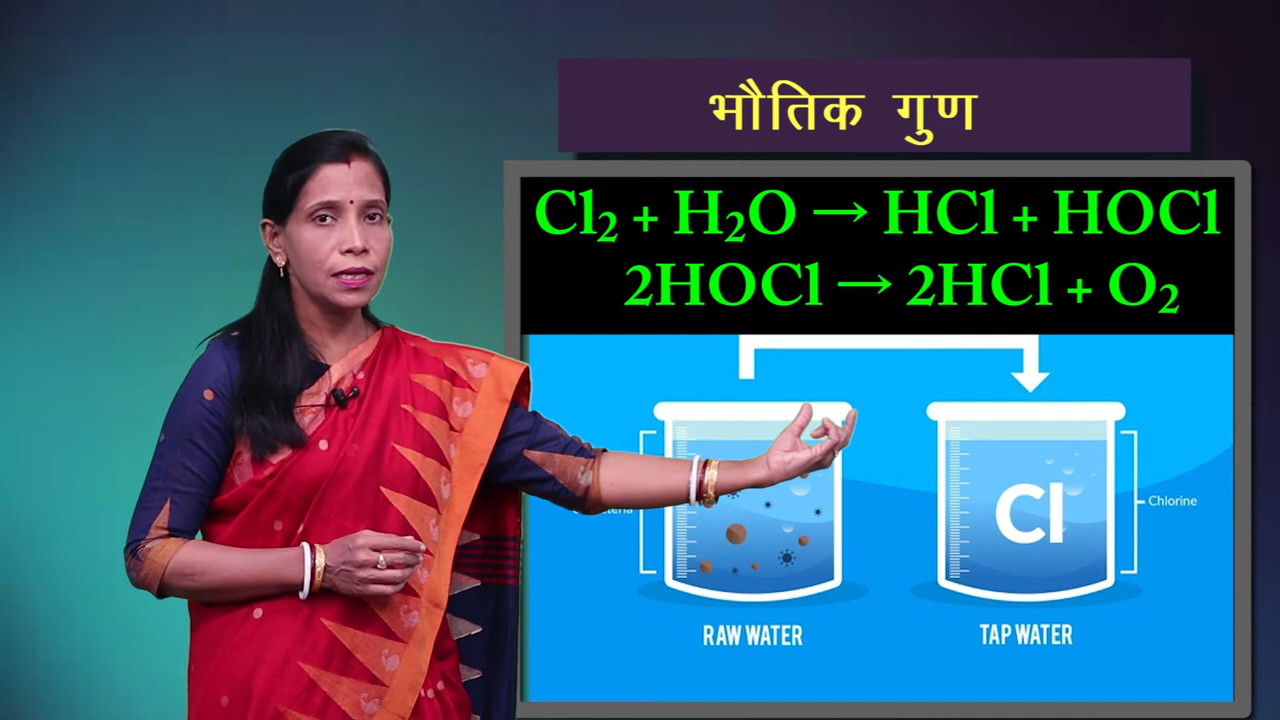 भौतिक गुण
Cl₂ + H₂O → HCl + HOCl
2HOCl → 2HCl + O₂
Cl
Chlorine
RAW WATER
TAP WATER